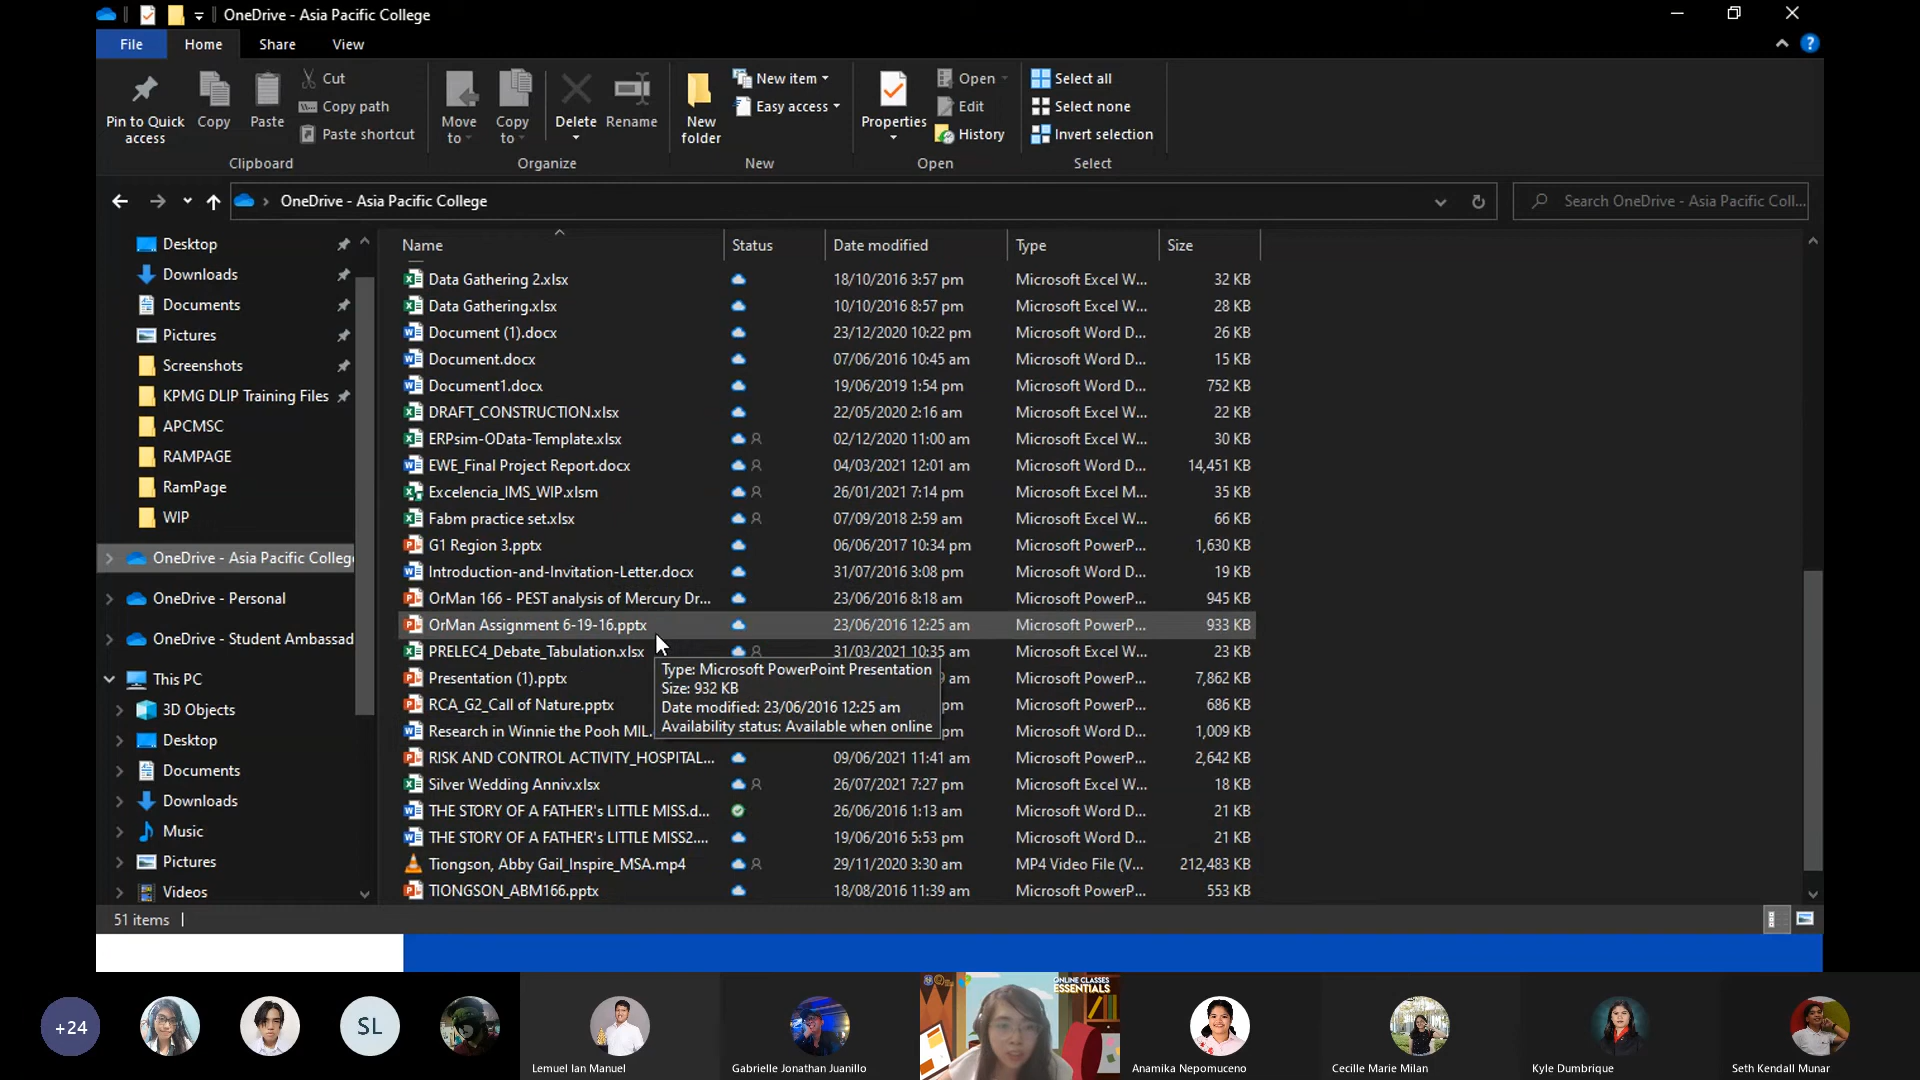 OneDrive - Asia Pacific College
File Home Share View
Pin to Quick access
Copy
Paste
Cut
Copy path
Paste shortcut
Clipboard
Move to
Copy to
Delete
Rename
Organize
New folder
New item
Easy access
New
Properties
Open
Edit
History
Open
Select all
Select none
Invert selection
Select
OneDrive - Asia Pacific College
Search OneDrive - Asia Pacific Coll...
Desktop
Downloads
Documents
Pictures
Screenshots
KPMG DLIP Training Files
APCMSC
RAMPAGE
RamPage
WIP
OneDrive - Asia Pacific College
OneDrive - Personal
OneDrive - Student Ambassad
This PC
3D Objects
Desktop
Documents
Downloads
Music
Pictures
Videos
Name Status Date modified Type Size
Data Gathering 2.xlsx 18/10/2016 3:57 pm Microsoft Excel W... 32 KB
Data Gathering.xlsx 10/10/2016 8:57 pm Microsoft Excel W... 28 KB
Document (1).docx 23/12/2020 10:22 pm Microsoft Word D... 26 KB
Document.docx 07/06/2016 10:45 am Microsoft Word D... 15 KB
Document1.docx 19/06/2019 1:54 pm Microsoft Word D... 752 KB
DRAFT_CONSTRUCTION.xlsx 22/05/2020 2:16 am Microsoft Excel W... 22 KB
ERPsim-OData-Template.xlsx 02/12/2020 11:00 am Microsoft Excel W... 30 KB
EWE_Final Project Report.docx 04/03/2021 12:01 am Microsoft Word D... 14,451 KB
Excelencia_IMS_WIP.xlsm 26/01/2021 7:14 pm Microsoft Excel M... 35 KB
Fabm practice set.xlsx 07/09/2018 2:59 am Microsoft Excel W... 66 KB
G1 Region 3.pptx 06/06/2017 10:34 pm Microsoft PowerP... 1,630 KB
Introduction-and-Invitation-Letter.docx 31/07/2016 3:08 pm Microsoft Word D... 19 KB
OrMan 166 - PEST analysis of Mercury Dr... 23/06/2016 8:18 am Microsoft PowerP... 945 KB
OrMan Assignment 6-19-16.pptx 23/06/2016 12:25 am Microsoft PowerP... 933 KB
PRELEC4_Debate_Tabulation.xlsx 31/03/2021 10:35 am Microsoft Excel W... 23 KB
Presentation (1).pptx am Microsoft PowerP... 7,862 KB
RCA_G2_Call of Nature.pptx pm Microsoft PowerP... 686 KB
Research in Winnie the Pooh MIL. pm Microsoft Word D... 1,009 KB
RISK AND CONTROL ACTIVITY_HOSPITAL... 09/06/2021 11:41 am Microsoft PowerP... 2,642 KB
Silver Wedding Anniv.xlsx 26/07/2021 7:27 pm Microsoft Excel W... 18 KB
THE STORY OF A FATHER's LITTLE MISS.d... 26/06/2016 1:13 am Microsoft Word D... 21 KB
THE STORY OF A FATHER's LITTLE MISS2.... 19/06/2016 5:53 pm Microsoft Word D... 21 KB
Tiongson, Abby Gail_Inspire_MSA.mp4 29/11/2020 3:30 am MP4 Video File (V... 212,483 KB
TIONGSON_ABM166.pptx 18/08/2016 11:39 am Microsoft PowerP... 553 KB
Type: Microsoft PowerPoint Presentation
Size: 932 KB
Date modified: 23/06/2016 12:25 am
Availability status: Available when online
51 items
+24
SL
ONLINE CLASSES
ESSENTIALS
Lemuel Ian Manuel
Gabrielle Jonathan Juanillo
Anamika Nepomuceno
Cecille Marie Milan
Kyle Dumbrique
Seth Kendall Munar